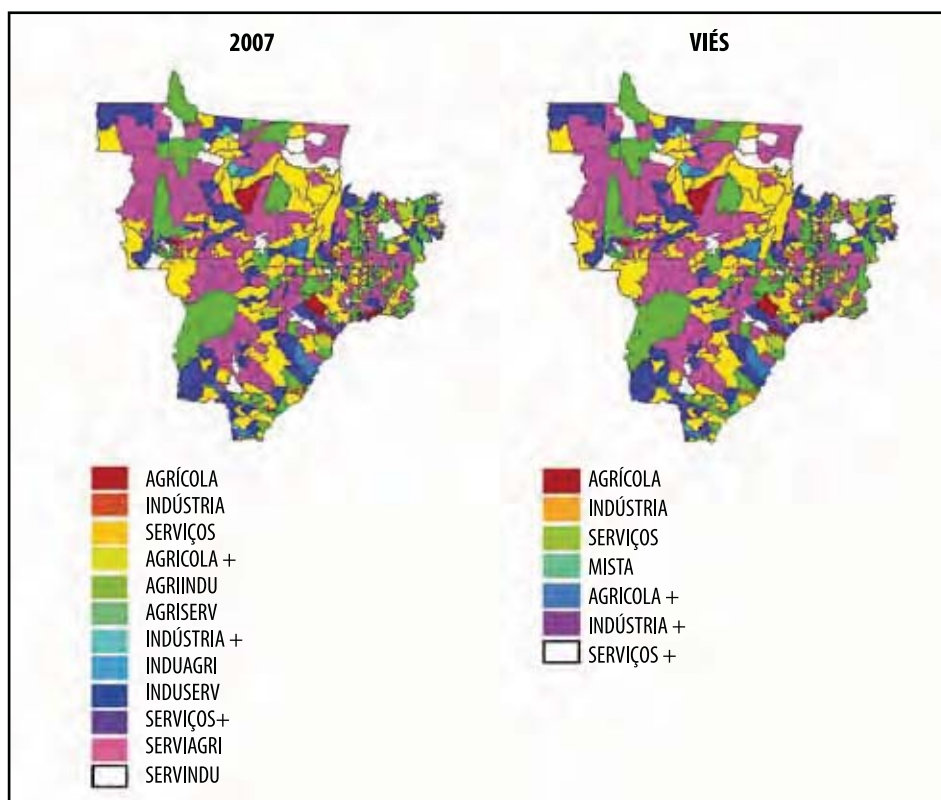 2007
AGRÍCOLA
INDÚSTRIA
SERVIÇOS
AGRICOLA +
AGRIINDU
AGRISERV
INDÚSTRIA +
INDUAGRI
INDUSERV
SERVIÇOS+
SERVIAGRI
SERVINDU
VIÉS
AGRÍCOLA
INDÚSTRIA
SERVIÇOS
MISTA
AGRICOLA +
INDÚSTRIA +
SERVIÇOS +